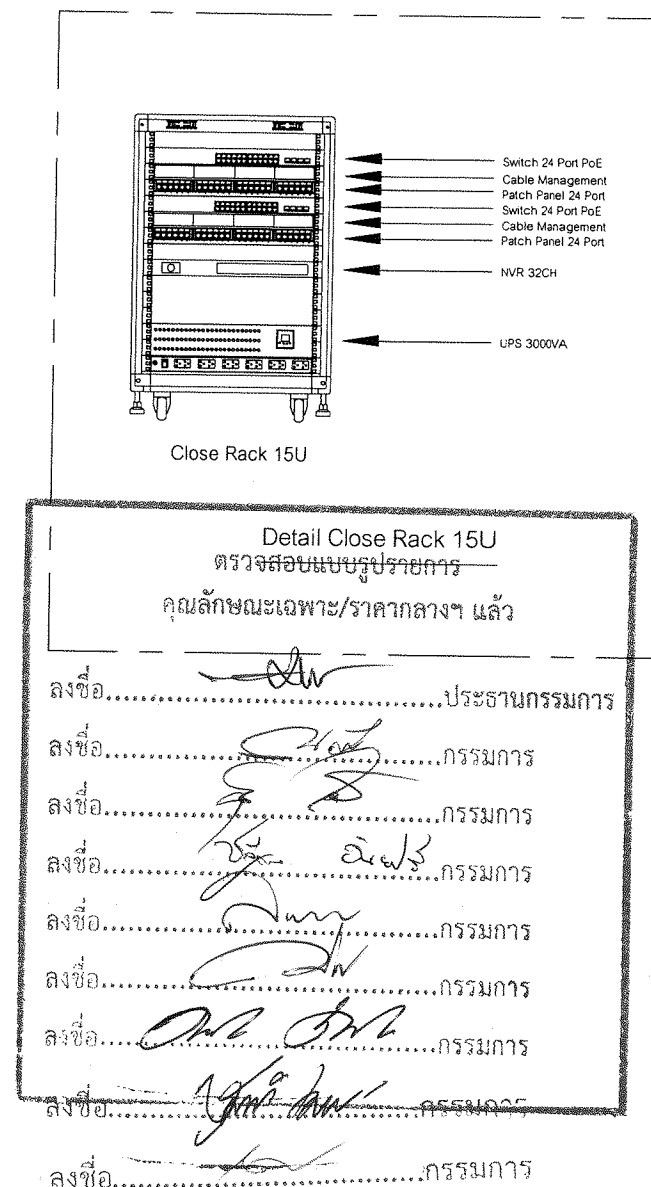 Switch 24 Port PoE
Cable Management
Patch Panel 24 Port
Switch 24 Port PoE
Cable Management
Patch Panel 24 Port
NVR 32CH
UPS 3000VA
Close Rack 15U
Detail Close Rack 15U
ตรวจสอบแบบรูปรายการ
คุณลักษณะเฉพาะ/ราคากลางฯ แล้ว
ลงชื่อ..........ประธานกรรมการ
ลงชื่อ..........กรรมการ
ลงชื่อ..........กรรมการ
ลงชื่อ..........กรรมการ
ลงชื่อ..........กรรมการ
ลงชื่อ..........กรรมการ
ลงชื่อ..........กรรมการ
ลงชื่อ..........กรรมการ
ลงชื่อ..........กรรมการ